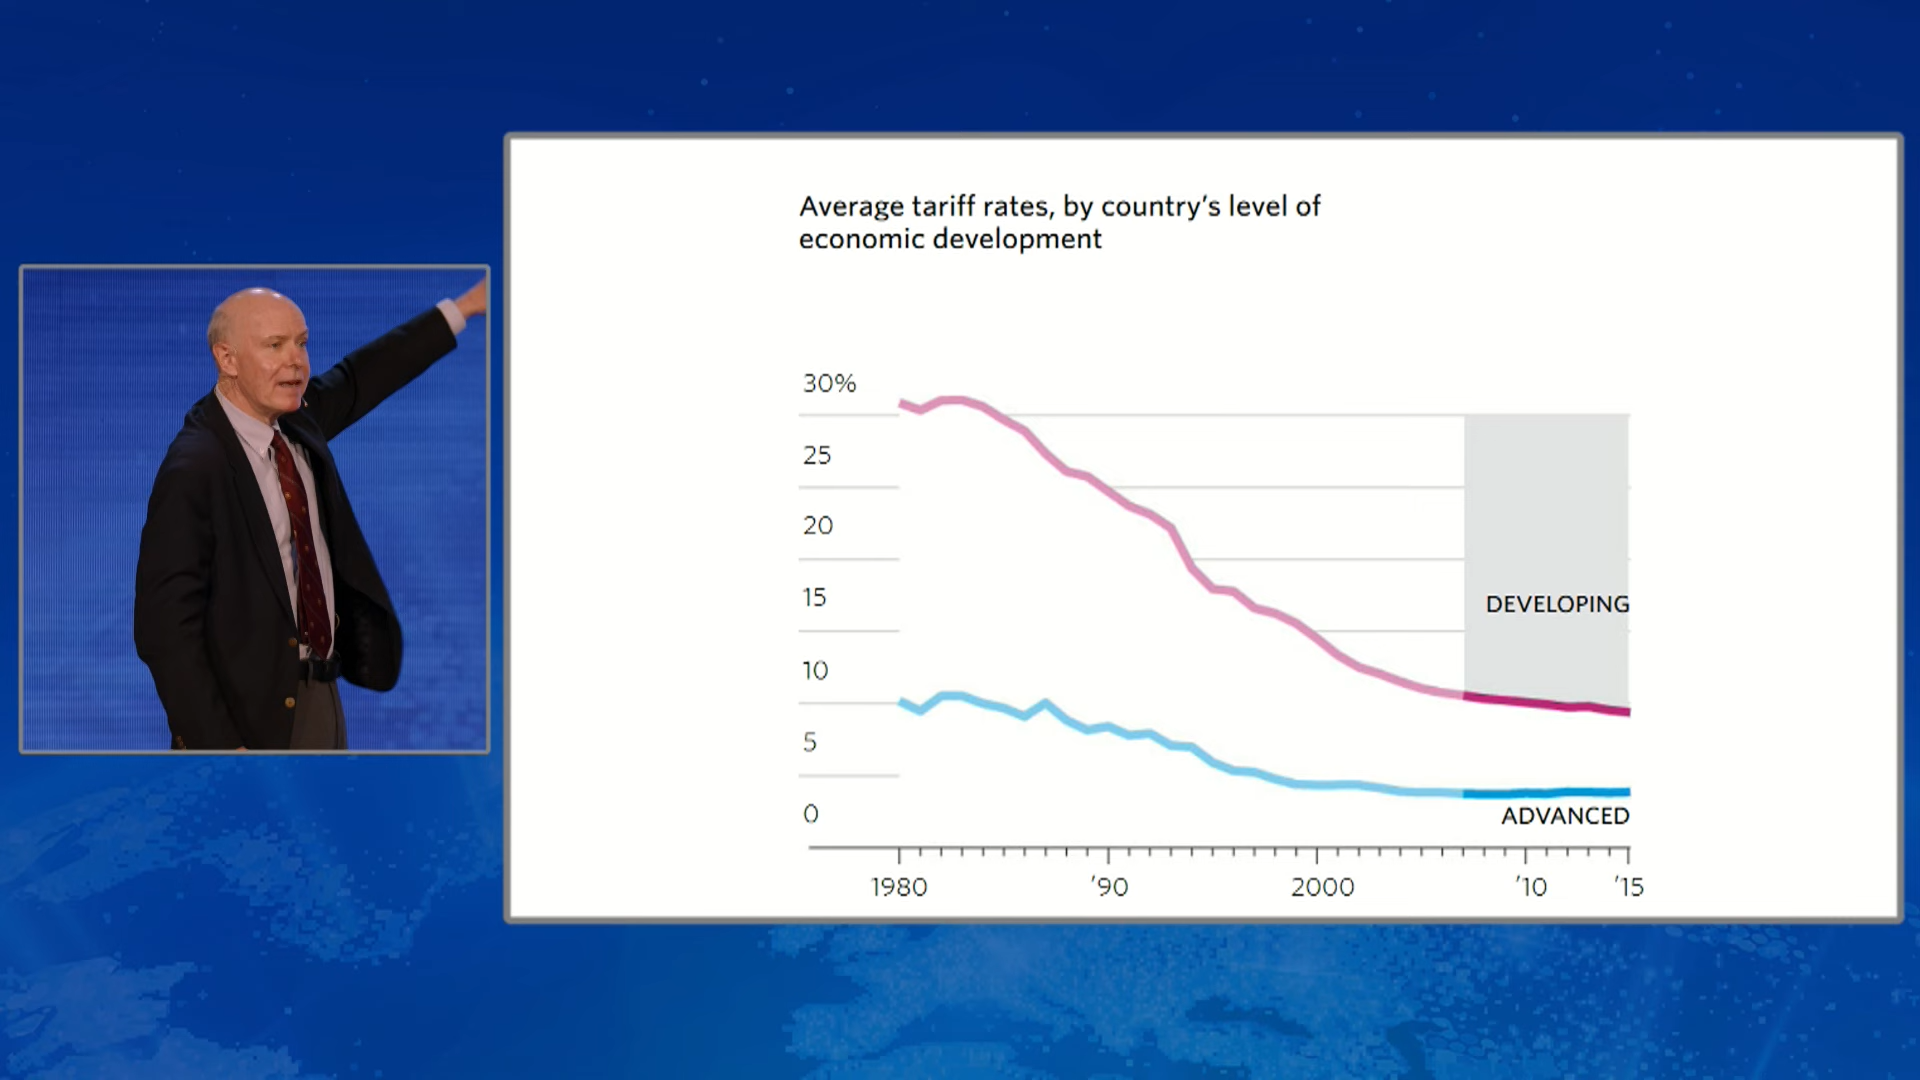 Average tariff rates, by country's level of
economic development
30%
25
20
15
10
5
0
DEVELOPING
ADVANCED
1980 '90 2000 '10 '15